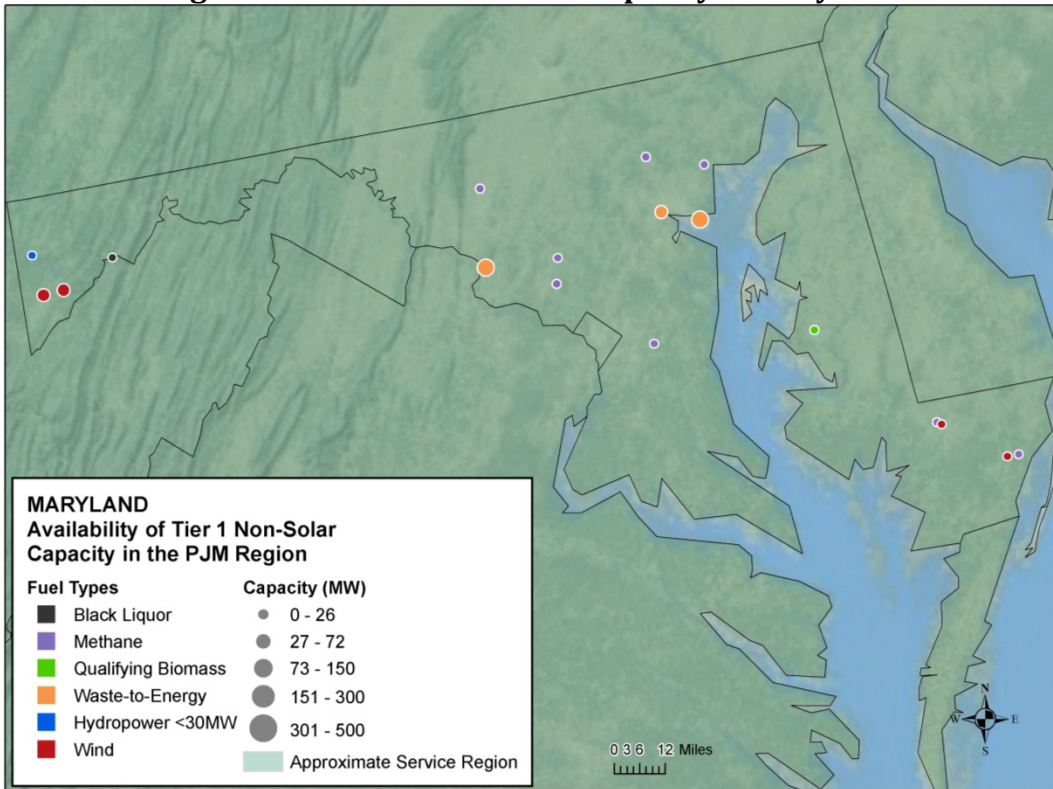 MARYLAND
Availability of Tier 1 Non-Solar
Capacity in the PJM Region
Fuel Types
Black Liquor
Methane
Qualifying Biomass
Waste-to-Energy
Hydropower <30MW
Wind
Capacity (MW)
0 - 26
27 - 72
73 - 150
151 - 300
301 - 500
Approximate Service Region
0 3 6 12 Miles
N
W E
S